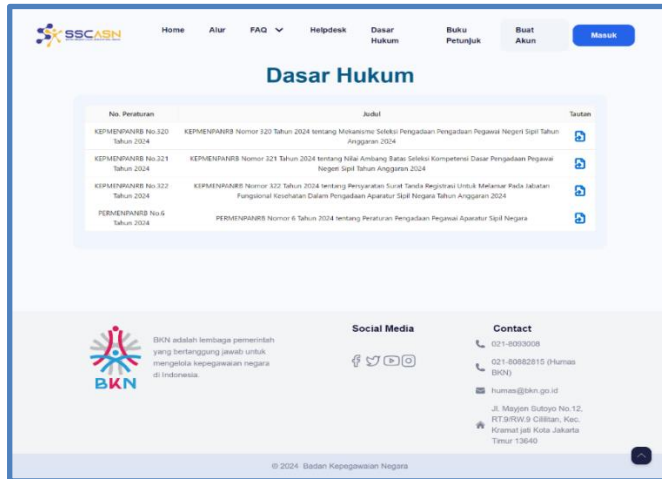 SSCASN
Home Alur FAQ Helpdesk Dasar Hukum Buku Petunjuk Buat Akun Masuk
Dasar Hukum
No. Peraturan Judul Tautan
KEPMENPANRB No.320 Tahun 2024
KEPMENPANRB Nomor 320 Tahun 2024 tentang Mekanisme Seleksi Pengadaan Pengadaan Pegawai Negeri Sipil Tahun
Anggaran 2024
KEPMENPANRB No.321 Tahun 2024
KEPMENPANRB Nomor 321 Tahun 2024 tentang Nilai Ambang Batas Seleksi Kompetensi Dasar Pengadaan Pegawai
Negeri Sipil Tahun Anggaran 2024
KEPMENPANRB No.322 Tahun 2024
KEPMENPANRB Nomor 322 Tahun 2024 tentang Persyaratan Surat Tanda Registrasi Untuk Melamar Pada Jabatan
Fungsional Kesehatan Dalam Pengadaan Aparatur Sipil Negara Tahun Anggaran 2024
PERMENPANRB No.6 Tahun 2024
PERMENPANRB Nomor 6 Tahun 2024 tentang Peraturan Pengadaan Pegawai Aparatur Sipil Negara
BKN
BKN adalah lembaga pemerintah
yang bertanggung jawab untuk
mengelola kepegawaian negara
di Indonesia.
Social Media
Contact
021-8093008
021-80882815 (Humas
BKN)
humas@bkn.go.id
Jl. Mayjen Sutoyo No.12,
RT.9/RW.9 Cililitan, Kec.
Kramat jati Kota Jakarta
Timur 13640
© 2024 Badan Kepegawaian Negara